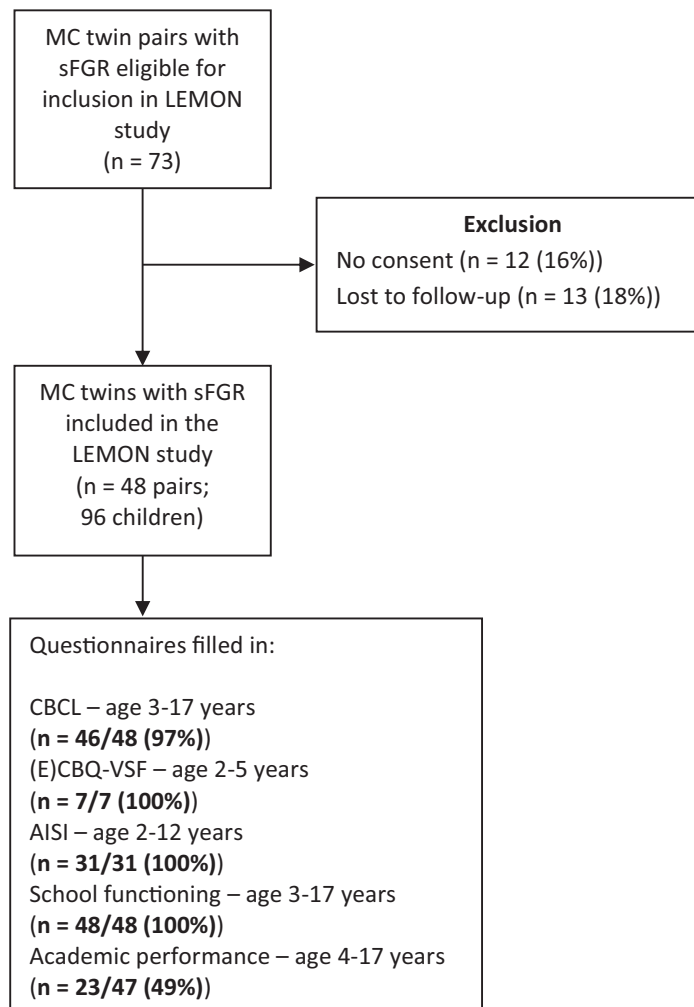 MC twin pairs with
sFGR eligible for
inclusion in LEMON
study
(n = 73)
Exclusion
No consent (n = 12 (16%))
Lost to follow-up (n = 13 (18%))
MC twins with sFGR
included in the
LEMON study
(n = 48 pairs;
96 children)
Questionnaires filled in:
CBCL – age 3-17 years
(n = 46/48 (97%))
(E)CBQ-VSF – age 2-5 years
(n = 7/7 (100%))
AISI – age 2-12 years
(n = 31/31 (100%))
School functioning – age 3-17 years
(n = 48/48 (100%))
Academic performance – age 4-17 years
(n = 23/47 (49%))